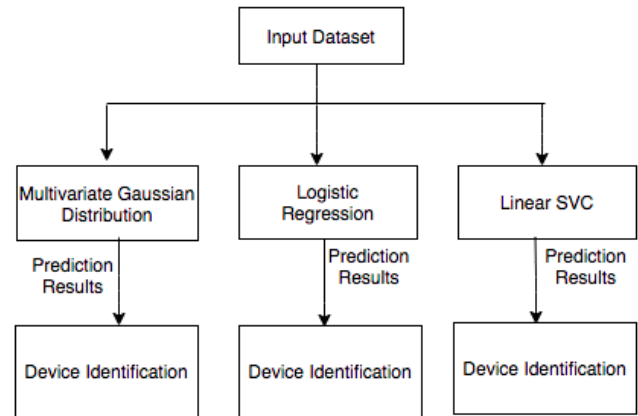 Input Dataset
Multivariate Gaussian
Distribution
Logistic
Regression
Linear SVC
Prediction
Results
Prediction
Results
Prediction
Results
Device Identification
Device Identification
Device Identification